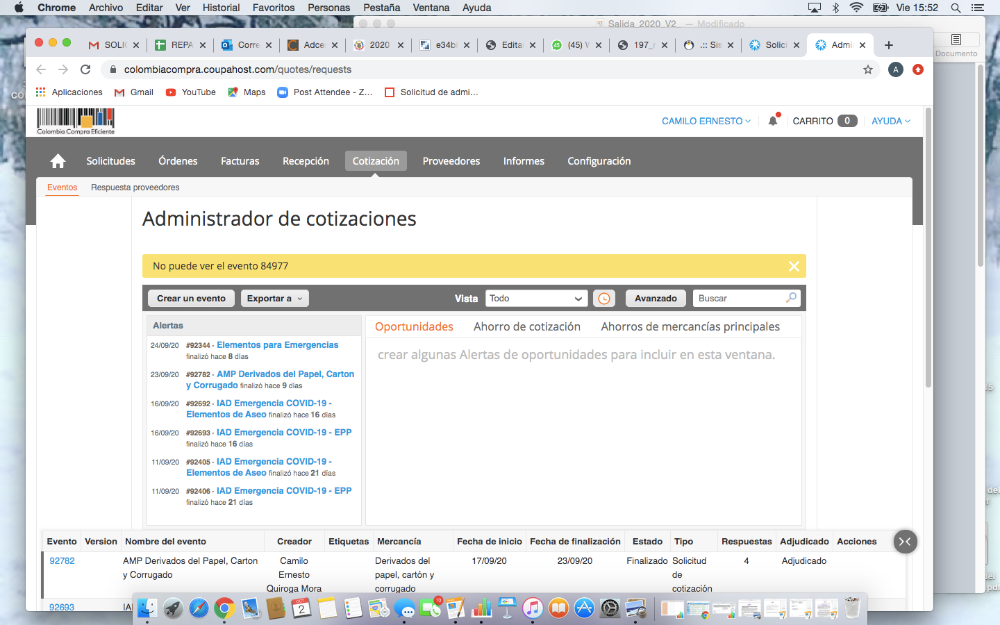 Chrome Archivo Editar Ver Historial Favoritos Personas Pestaña Ventana Ayuda Vie 15:52
Salida_2020_V2_ — Modificado
Documento
SOLIC REPA Corre Adce 2020 e34bl Editar (45) W 197_r .:: Sis Solici Admi
colombiacompra.coupahost.com/quotes/requests A
Aplicaciones Gmail YouTube Maps Post Attendee - Z... Solicitud de admi...
Colombia Compra Eficiente
CAMILO ERNESTO CARRITO 0 AYUDA
Solicitudes Órdenes Facturas Recepción Cotización Proveedores Informes Configuración
Eventos Respuesta proveedores
Administrador de cotizaciones
No puede ver el evento 84977
Crear un evento Exportar a Vista Todo Avanzado Buscar
Alertas
24/09/20 #92344 - Elementos para Emergencias
finalizó hace 8 días
23/09/20 #92782 - AMP Derivados del Papel, Carton
y Corrugado finalizó hace 9 días
16/09/20 #92692 - IAD Emergencia COVID-19 -
Elementos de Aseo finalizó hace 16 días
16/09/20 #92693 - IAD Emergencia COVID-19 - EPP
finalizó hace 16 días
11/09/20 #92405 - IAD Emergencia COVID-19 -
Elementos de Aseo finalizó hace 21 días
11/09/20 #92406 - IAD Emergencia COVID-19 - EPP
finalizó hace 21 días
Oportunidades Ahorro de cotización Ahorros de mercancías principales
crear algunas Alertas de oportunidades para incluir en esta ventana.
Evento Version Nombre del evento Creador Etiquetas Mercancía Fecha de inicio Fecha de finalización Estado Tipo Respuestas Adjudicado Acciones
92782 AMP Derivados del Papel, Carton Camilo Derivados del 17/09/20 23/09/20 Finalizado Solicitud 4 Adjudicado
y Corrugado Ernesto papel, cartón y de
Quiroga Mora corrugado cotización
92693 IA
OCT
2
10